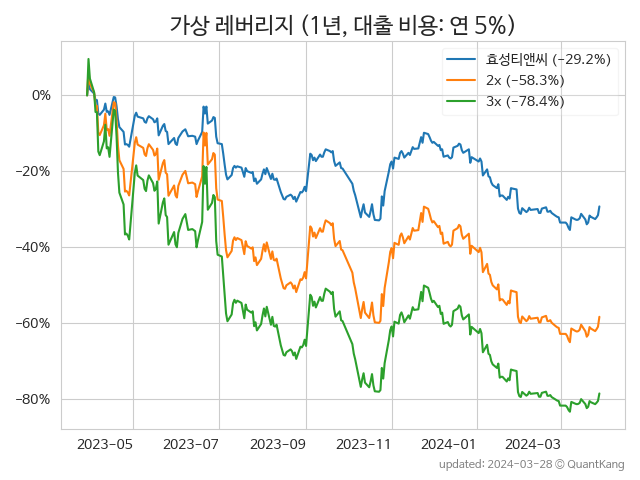 가상 레버리지 (1년, 대출 비용: 연 5%)
효성티앤씨 (−29.2%)
2x (−58.3%)
3x (−78.4%)
0%
−20%
−40%
−60%
−80%
2023−05 2023−07 2023−09 2023−11 2024−01 2024−03
updated: 2024−03−28 © QuantKang